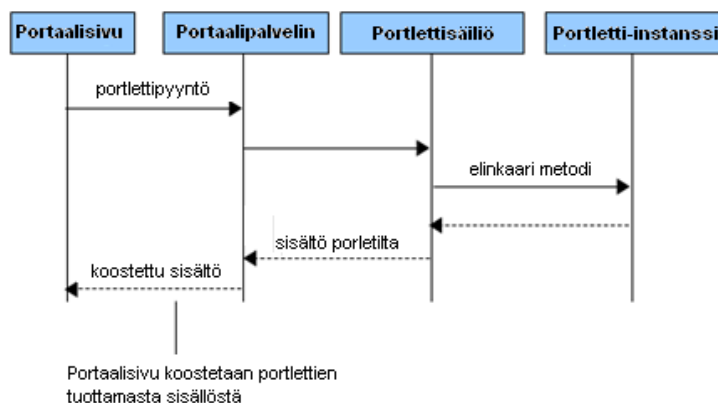 Portaalisivu
Portaalipalvelin
Portlettisäiliö
Portletti-instanssi
portlettipyyntö
elinkaari metodi
sisältö porletilta
koostettu sisältö
Portaalisivu koostetaan portlettien
tuottamasta sisällöstä